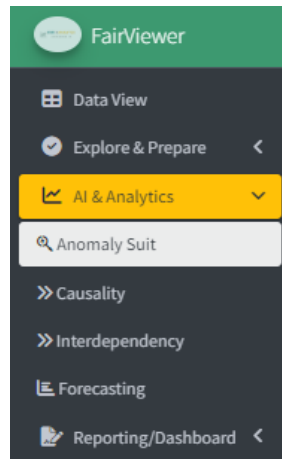 FairViewer
Data View
Explore & Prepare
AI & Analytics
Anomaly Suit
Causality
Interdependency
Forecasting
Reporting/Dashboard